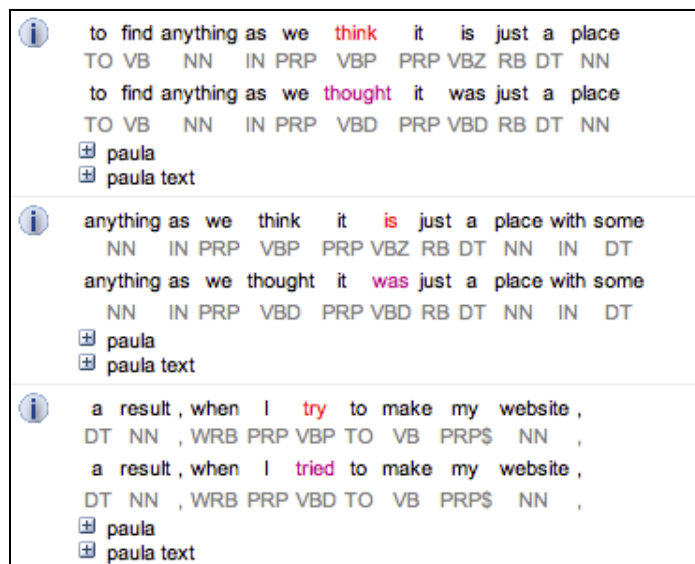 to find anything as we think it is just a place
TO VB NN IN PRP VBP PRP VBZ RB DT NN
to find anything as we thought it was just a place
TO VB NN IN PRP VBD PRP VBD RB DT NN
paula
paula text
anything as we think it is just a place with some
NN IN PRP VBP PRP VBZ RB DT NN IN DT
anything as we thought it was just a place with some
NN IN PRP VBD PRP VBD RB DT NN IN DT
paula
paula text
a result , when I try to make my website ,
DT NN , WRB PRP VBP TO VB PRP$ NN ,
a result , when I tried to make my website ,
DT NN , WRB PRP VBD TO VB PRP$ NN ,
paula
paula text